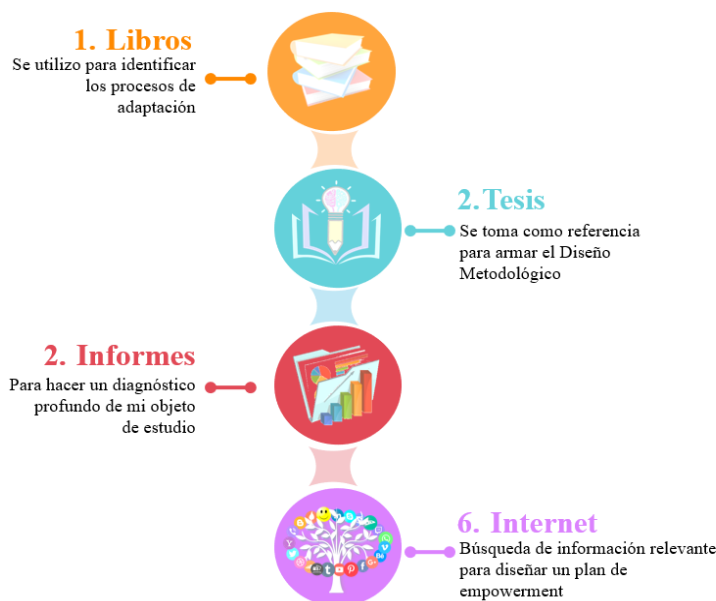 1. Libros
Se utilizo para identificar
los procesos de
adaptación
2.Tesis
Se toma como referencia
para armar el Diseño
Metodológico
2. Informes
Para hacer un diagnóstico
profundo de mi objeto
de estudio
6. Internet
Búsqueda de información relevante
para diseñar un plan de
empowerment